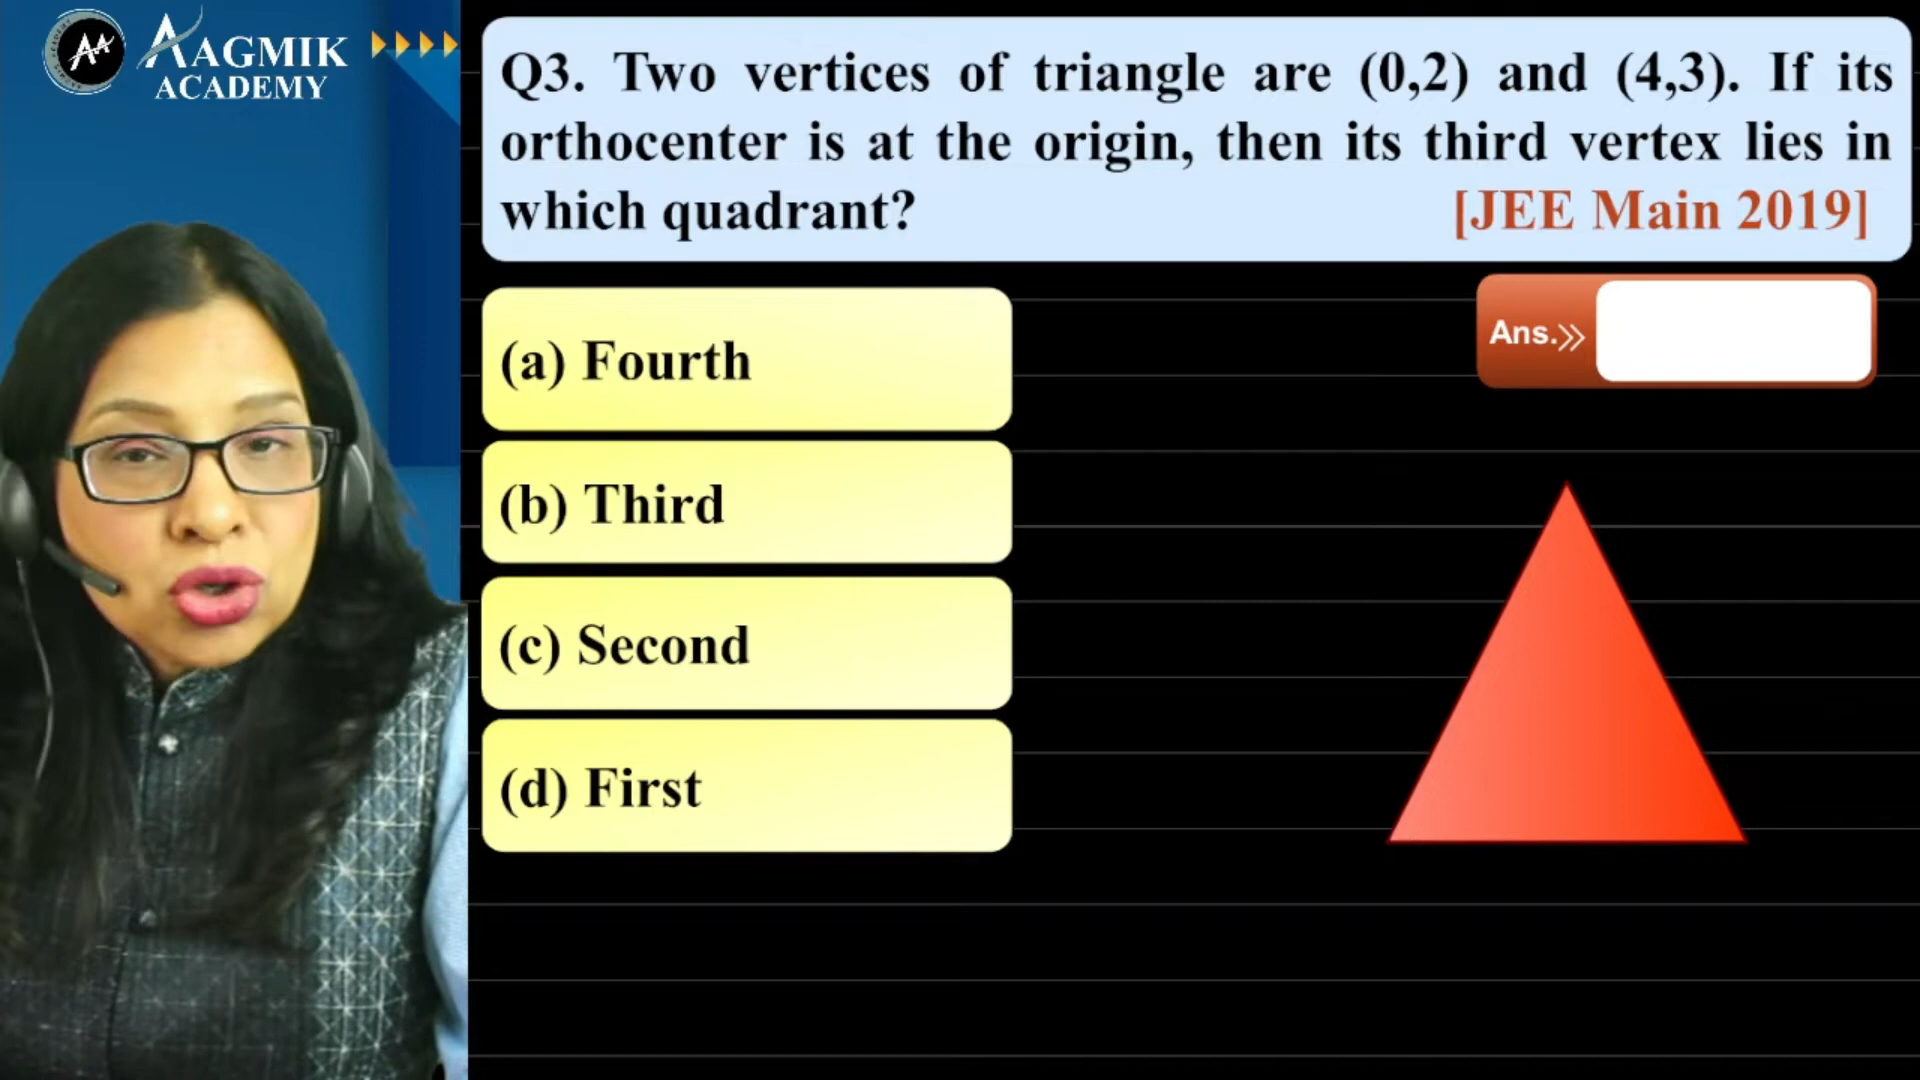 AAGMIK
ACADEMY
Q3. Two vertices of triangle are (0,2) and (4,3). If its
orthocenter is at the origin, then its third vertex lies in
which quadrant? [JEE Main 2019]
Ans.
(a) Fourth
(b) Third
(c) Second
(d) First